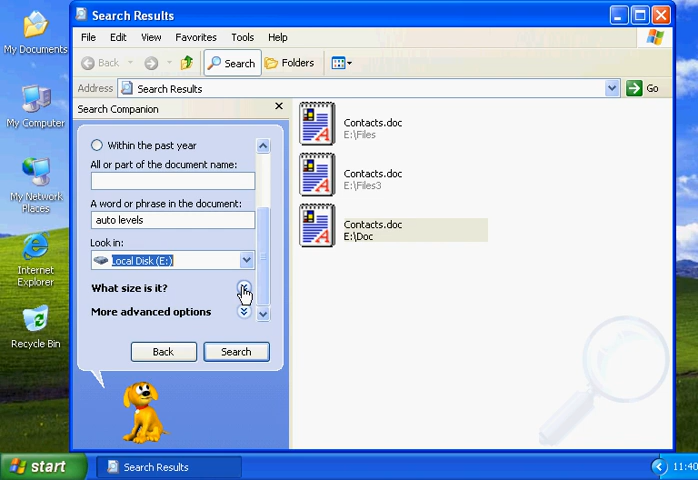 My Documents
My Computer
My Network
Places
Internet
Explorer
Recycle Bin
Search Results
File Edit View Favorites Tools Help
Back Search Folders
Address Search Results Go
Search Companion
Within the past year
All or part of the document name:
A word or phrase in the document:
auto levels
Look in:
Local Disk (E:)
What size is it?
More advanced options
Back Search
Contacts.doc
E:\Files
Contacts.doc
E:\Files3
Contacts.doc
E:\Doc
start Search Results 11:40